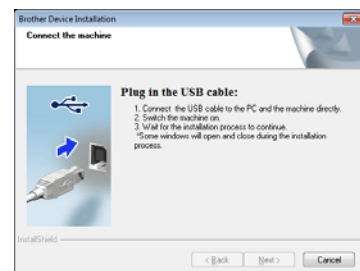 Brother Device Installation
Connect the machine
Plug in the USB cable:
1. Connect the USB cable to the PC and the machine directly.
2. Switch the machine on.
3. Wait for the installation process to continue.
*Some windows will open and close during the installation
process.
InstallShield
< Back
Next >
Cancel